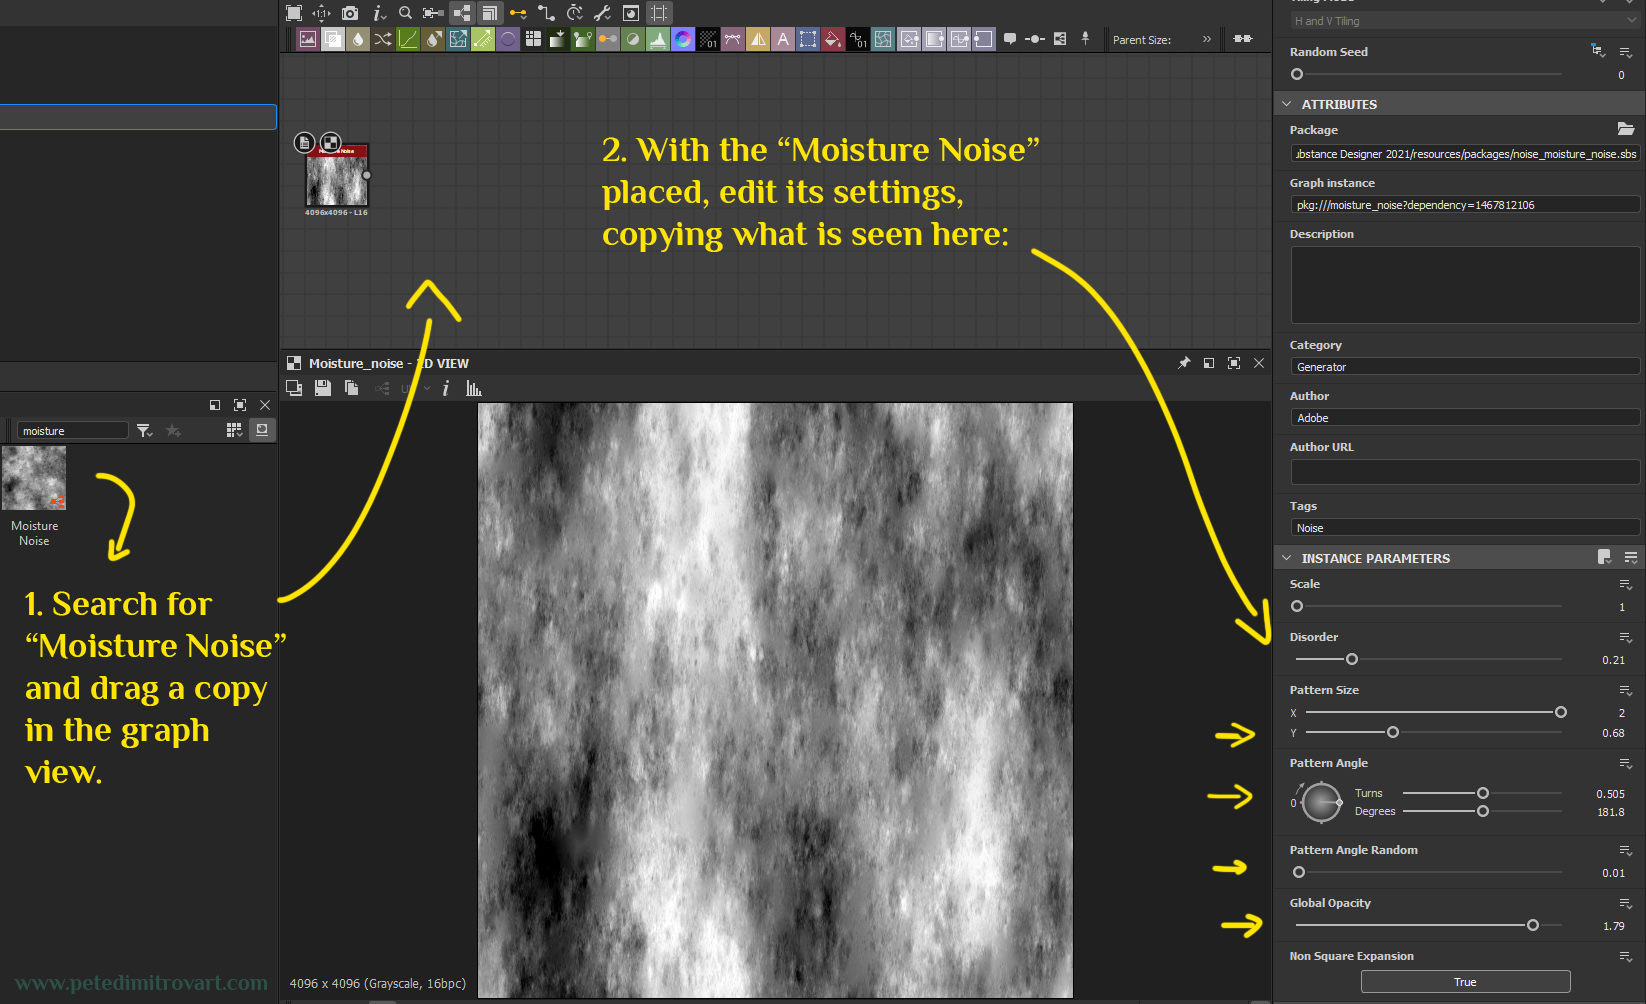 Parent Size:
Moisture Noise
4096x4096 - L16
2. With the “Moisture Noise”
placed, edit its settings,
copying what is seen here:
Moisture_noise - 2D VIEW
moisture
Moisture
Noise
1. Search for
“Moisture Noise”
and drag a copy
in the graph
view.
www.petedimitrovart.com
4096 x 4096 (Grayscale, 16bpc)
H and V Tiling
Random Seed
0
ATTRIBUTES
Package
ubstance Designer 2021/resources/packages/noise_moisture_noise.sbs
Graph instance
pkg:///moisture_noise?dependency=1467812106
Description
Category
Generator
Author
Adobe
Author URL
Tags
Noise
INSTANCE PARAMETERS
Scale
1
Disorder
0.21
Pattern Size
X 2
Y 0.68
Pattern Angle
0 Turns 0.505
Degrees 181.8
Pattern Angle Random
0.01
Global Opacity
1.79
Non Square Expansion
True